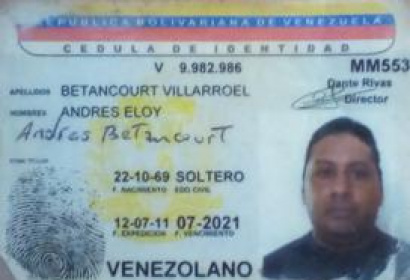 REPUBLICA BOLIVARIANA DE VENEZUELA
CEDULA DE IDENTIDAD
V 9.982.986 MM553
Dante Rivas
Director
APELLIDOS BETANCOURT VILLARROEL
NOMBRES ANDRES ELOY
Andres Betancourt
FIRMA TITULAR
22-10-69 SOLTERO
F. NACIMIENTO EDO CIVIL
12-07-11 07-2021
F. EXPEDICION F. VENCIMIENTO
VENEZOLANO